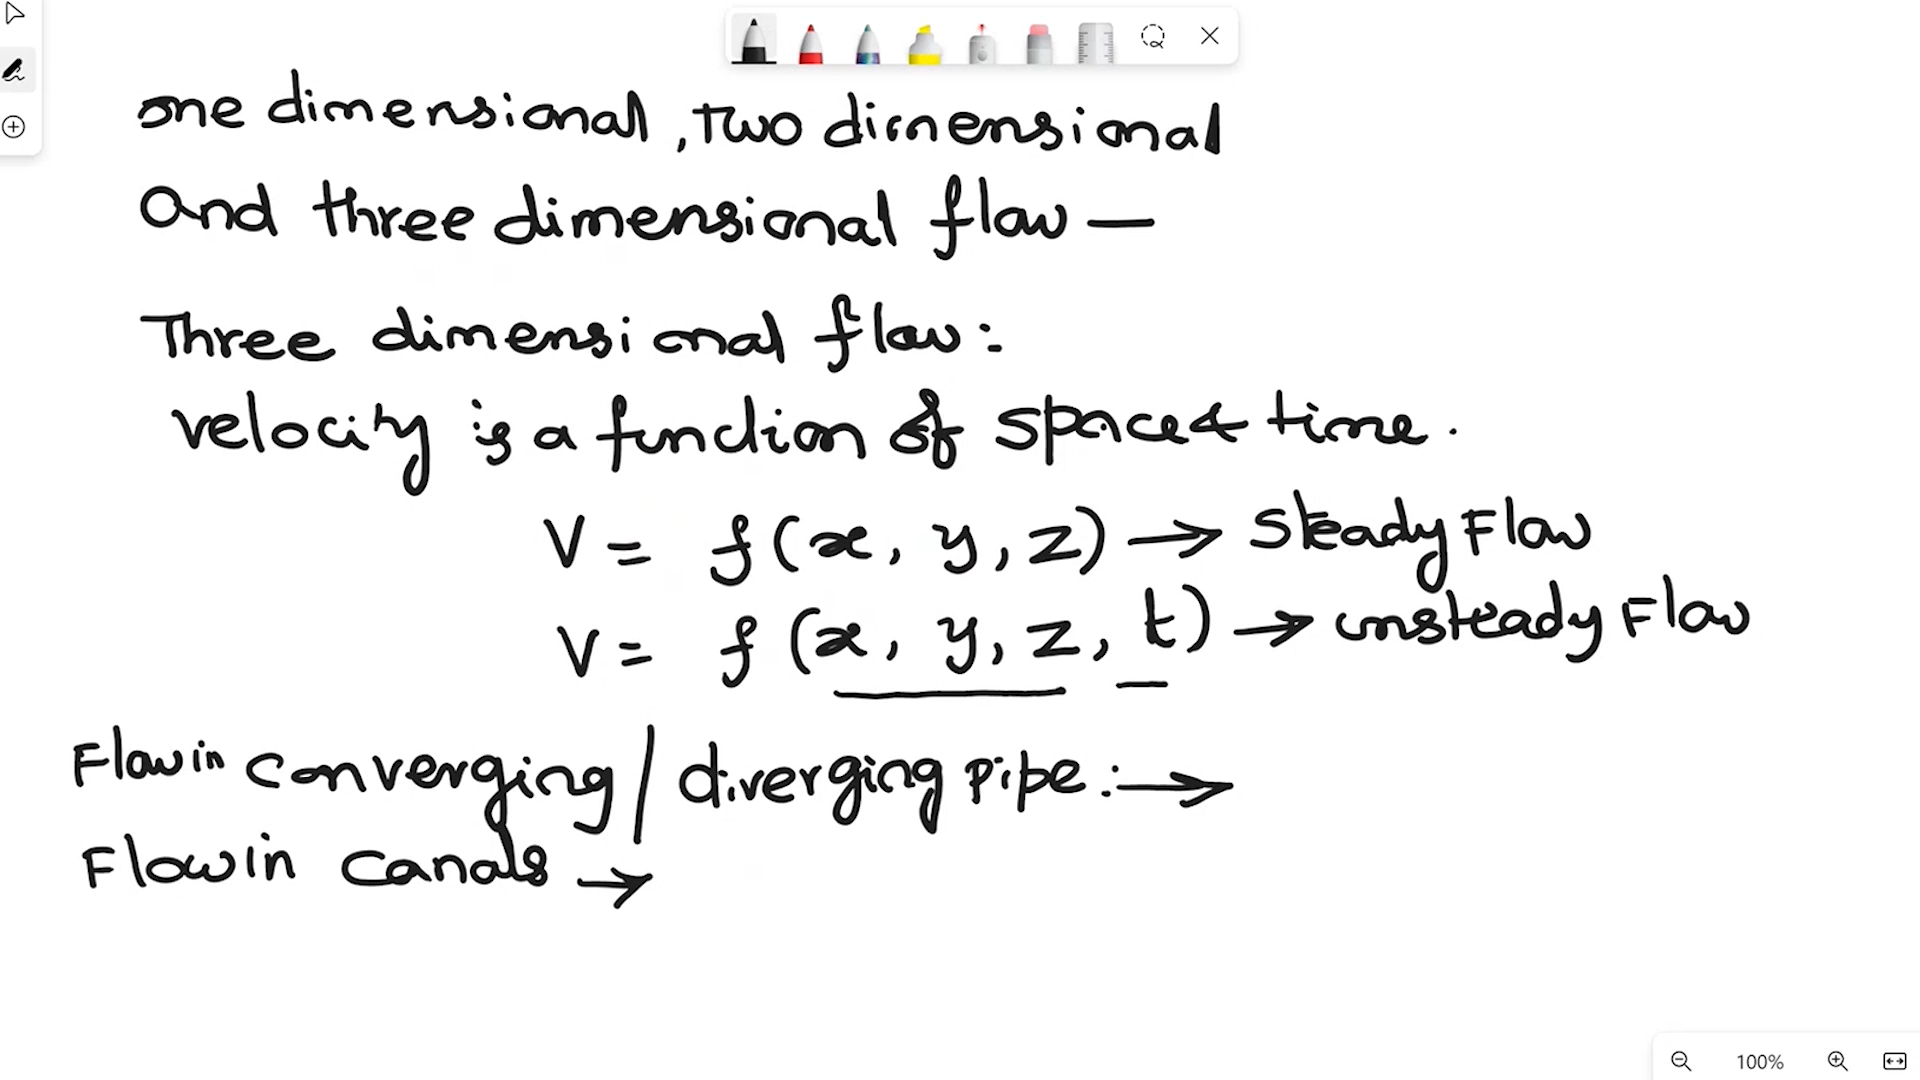 one dimensional, Two dimensional
and three dimensional flow —
Three dimensional flow:
velocity is a function of space & time.
V = f(x, y, z) → Steady Flow
V = f (x, y, z, t) → unsteady Flow
Flow in converging / diverging pipe: →
Flow in canals →
100%